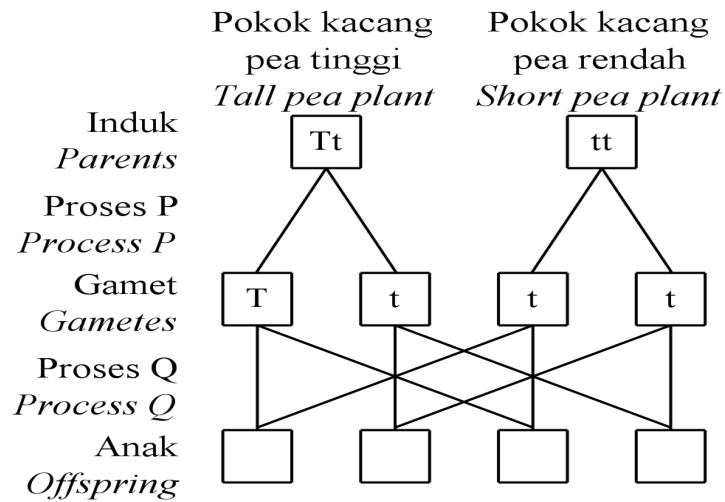 Pokok kacang
pea tinggi
Tall pea plant
Pokok kacang
pea rendah
Short pea plant
Induk
Parents
Tt
tt
Proses P
Process P
Gamet
Gametes
T
t
t
t
Proses Q
Process Q
Anak
Offspring